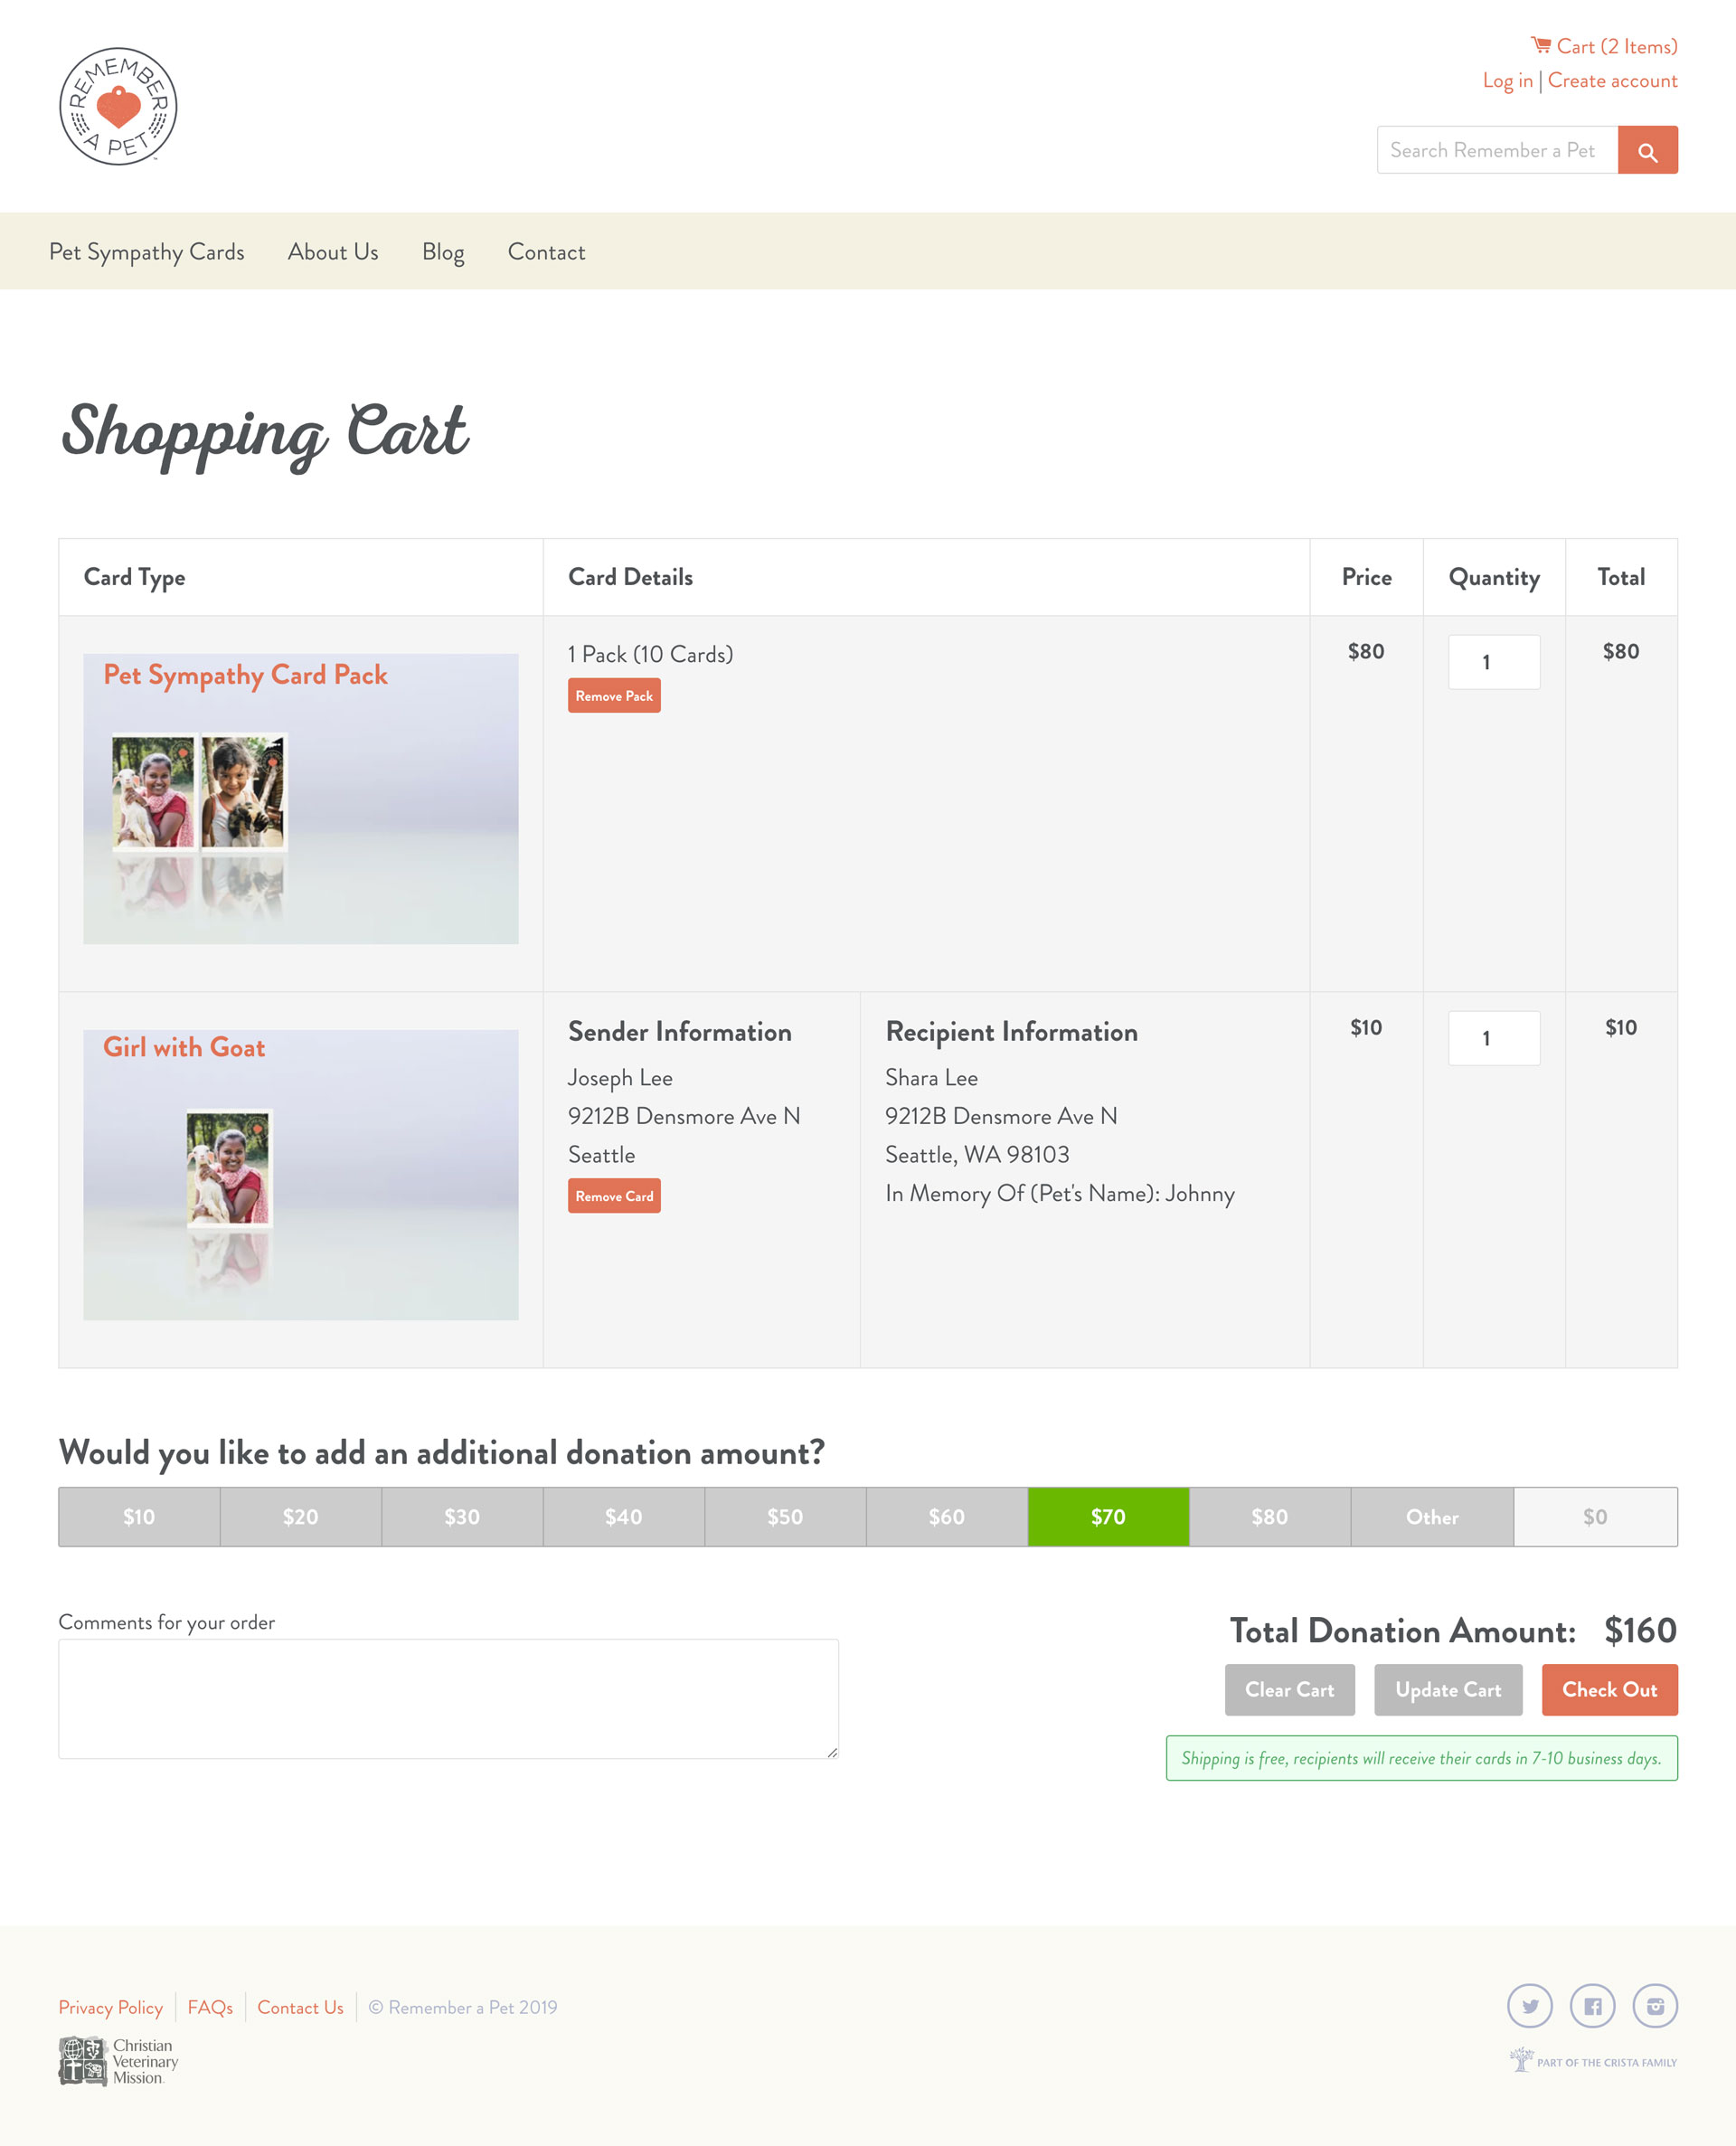 REMEMBER
A PET
Cart (2 Items)
Log in | Create account
Search Remember a Pet
Pet Sympathy Cards About Us Blog Contact
Shopping Cart
Card Type Card Details Price Quantity Total
Pet Sympathy Card Pack
1 Pack (10 Cards)
Remove Pack
$80 1 $80
Girl with Goat
Sender Information
Joseph Lee
9212B Densmore Ave N
Seattle
Remove Card
Recipient Information
Shara Lee
9212B Densmore Ave N
Seattle, WA 98103
In Memory Of (Pet's Name): Johnny
$10 1 $10
Would you like to add an additional donation amount?
$10 $20 $30 $40 $50 $60 $70 $80 Other $0
Comments for your order
Total Donation Amount: $160
Clear Cart Update Cart Check Out
Shipping is free, recipients will receive their cards in 7-10 business days.
Privacy Policy FAQs Contact Us © Remember a Pet 2019
Christian
Veterinary
Mission.
PART OF THE CRISTA FAMILY